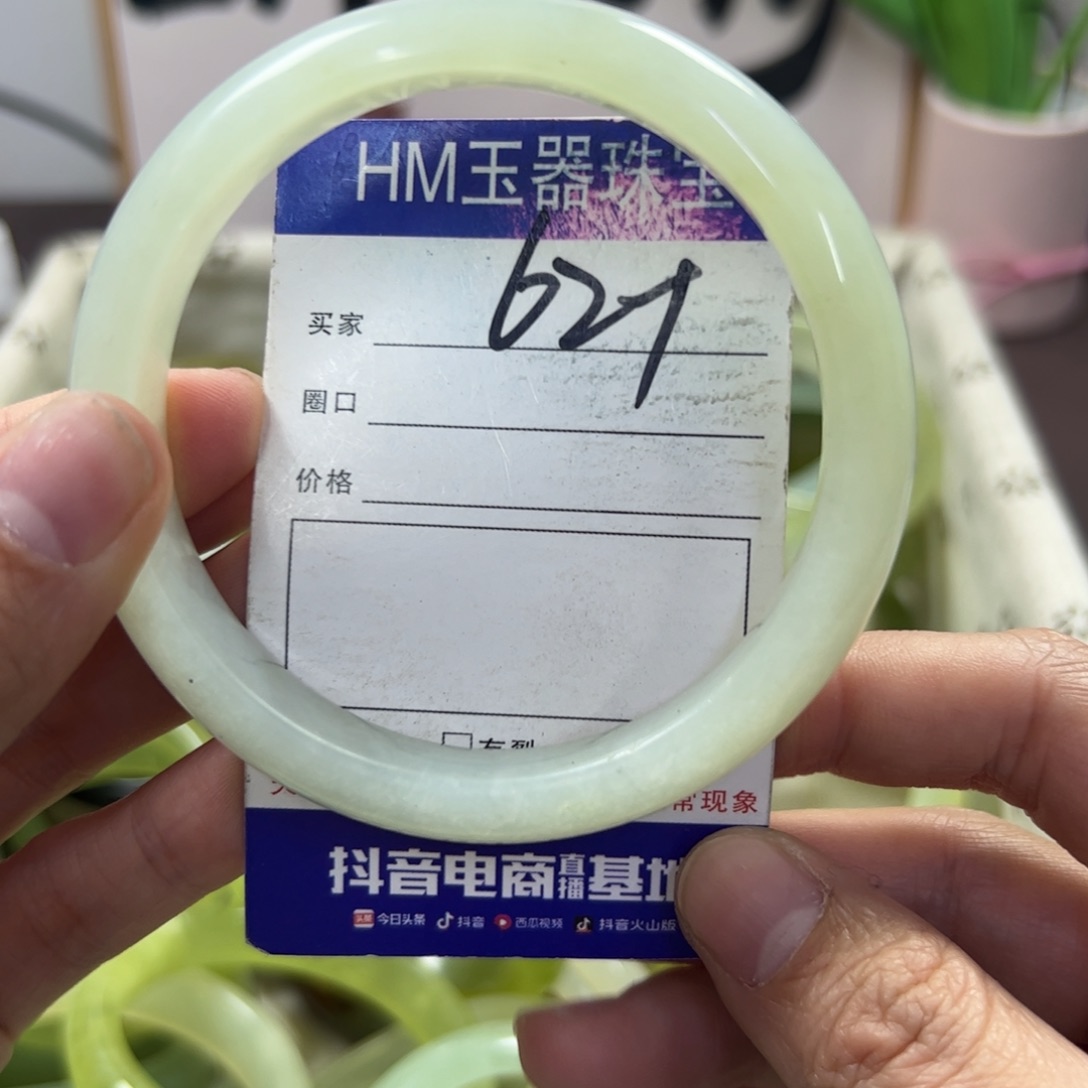 HM玉器珠宝
621
买家
圈口
价格
有裂
常现象
抖音电商直播基地
今日头条 抖音 西瓜视频 抖音火山版